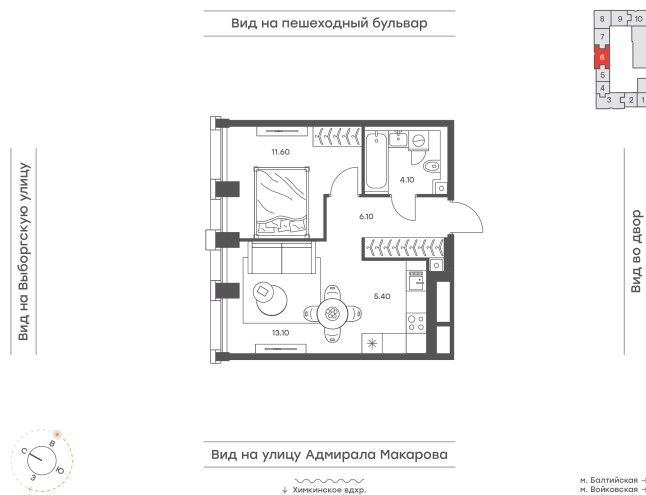 Вид на пешеходный бульвар
8 9 10
7
6
5
4
3 2 1
Вид на Выборгскую улицу
Вид во двор
11.60
4.10
6.10
5.40
13.10
Вид на улицу Адмирала Макарова
↓ Химкинское вдхр.
С В Ю З
м. Балтийская
м. Войковская